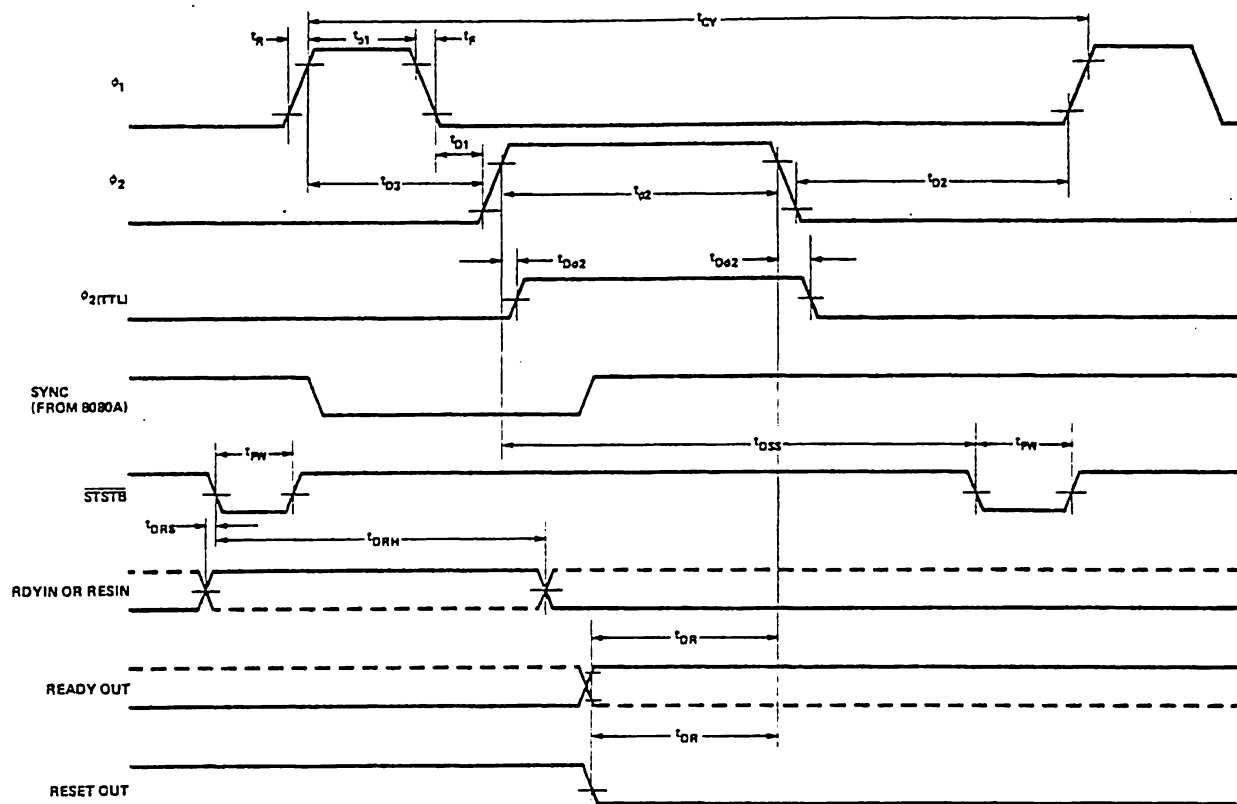 tCY
tR
tφ1
tF
φ1
tD1
φ2
tD3
tφ2
tD2
tDφ2
tDφ2
φ2(TTL)
SYNC
(FROM 8080A)
tDSS
tPW
tPW
STSTB
tDRS
tDRH
RDYIN OR RESIN
tDR
READY OUT
tDR
RESET OUT